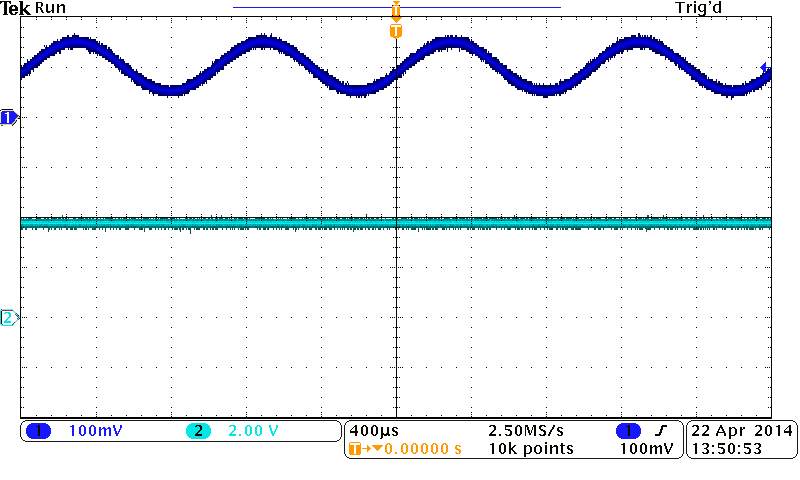 Tek Run Trig'd
T
T
1
2
1 100mV 2 2.00 V
400µs 2.50MS/s 1
T→▼0.00000 s 10k points 100mV
22 Apr 2014
13:50:53